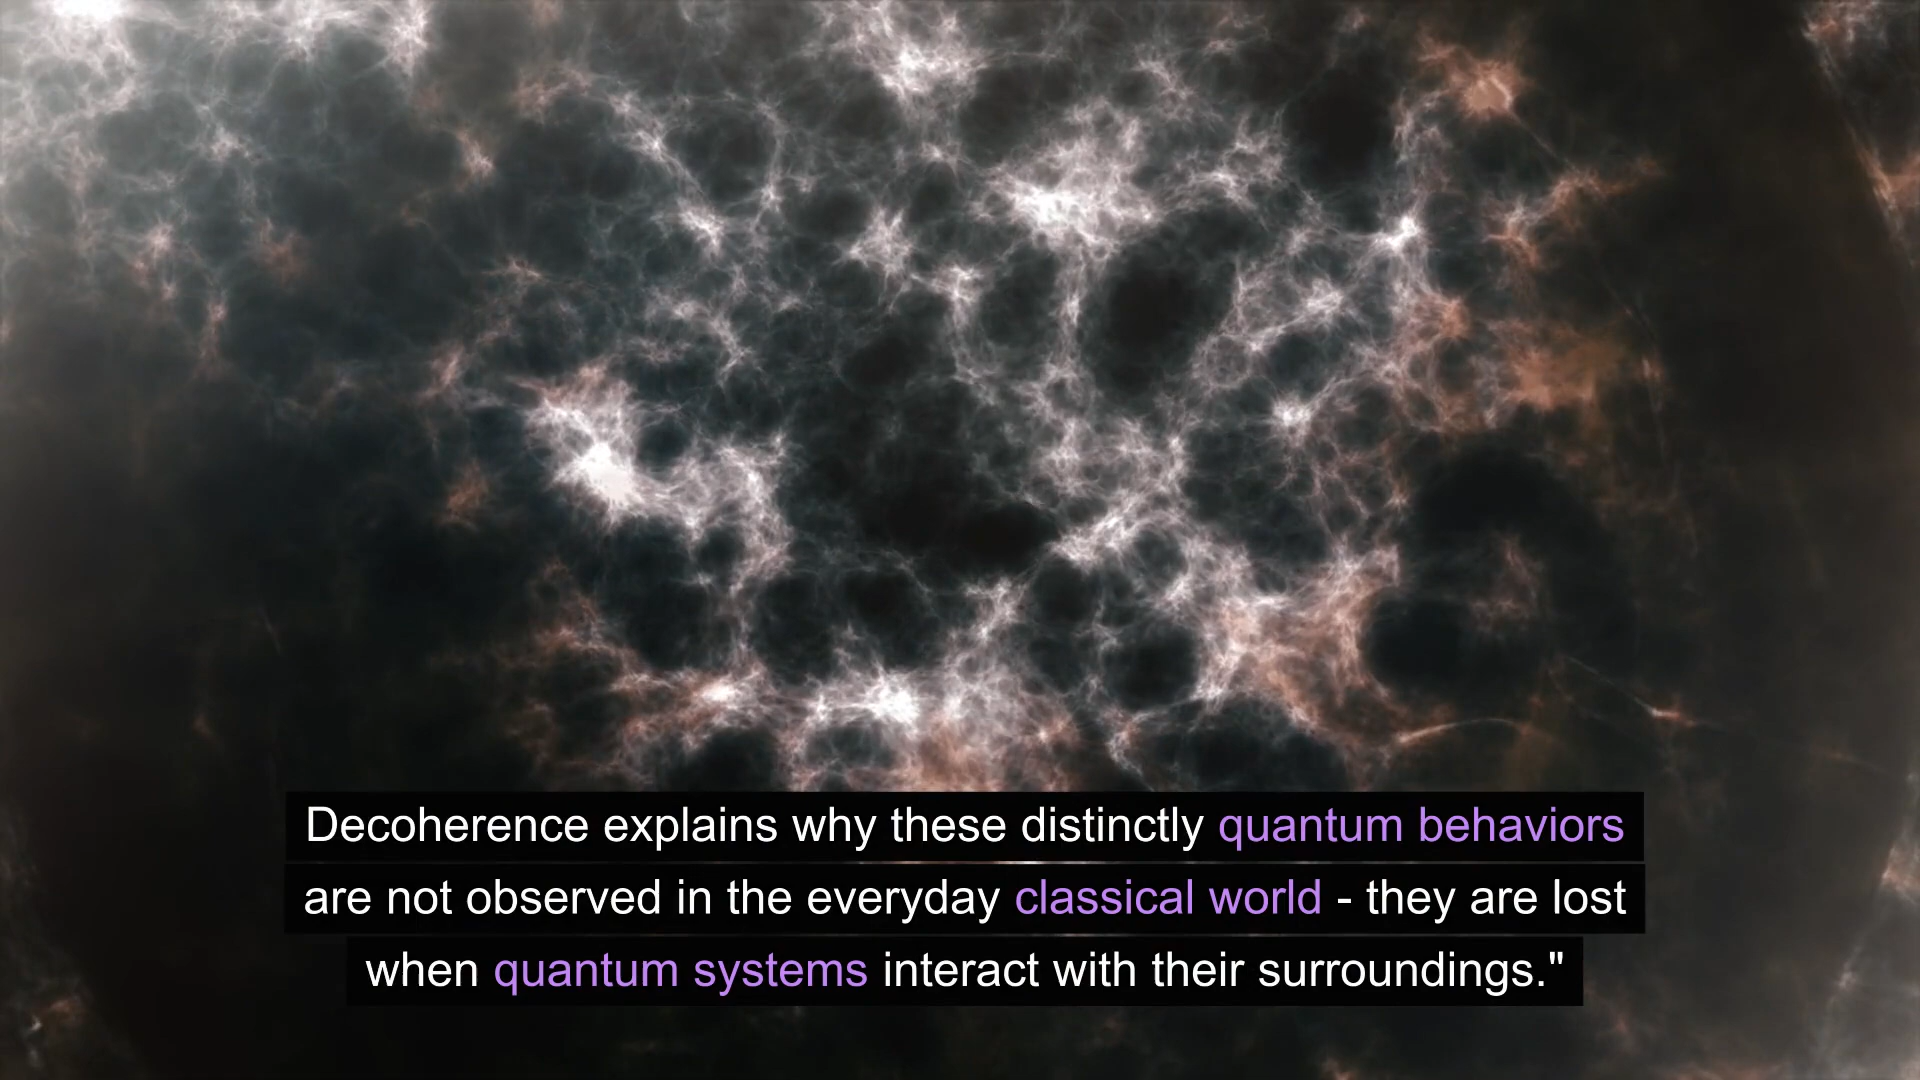 Decoherence explains why these distinctly quantum behaviors
are not observed in the everyday classical world - they are lost
when quantum systems interact with their surroundings."